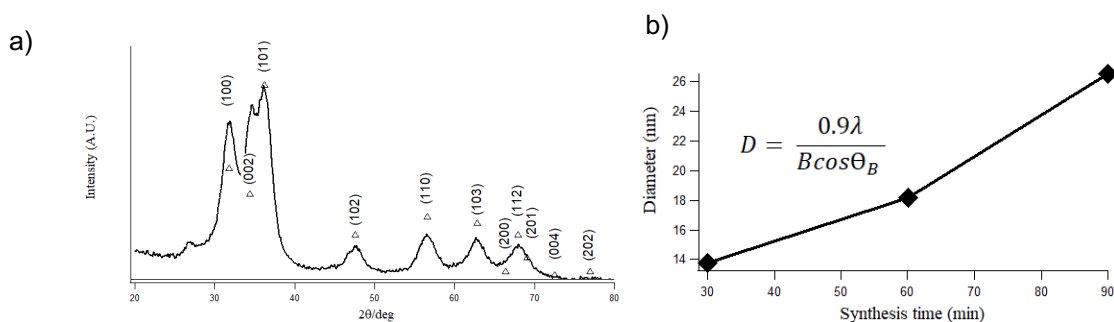 a)
Intensity (A.U.)
(100)
(002)
(101)
(102)
(110)
(103)
(200)
(112)
(201)
(004)
(202)
20 30 40 50 60 70 80
2θ/deg
b)
Diameter (nm)
26
24
22
20
18
16
14
D = 0.9λ / BcosΘ_B
30 40 50 60 70 80 90
Synthesis time (min)